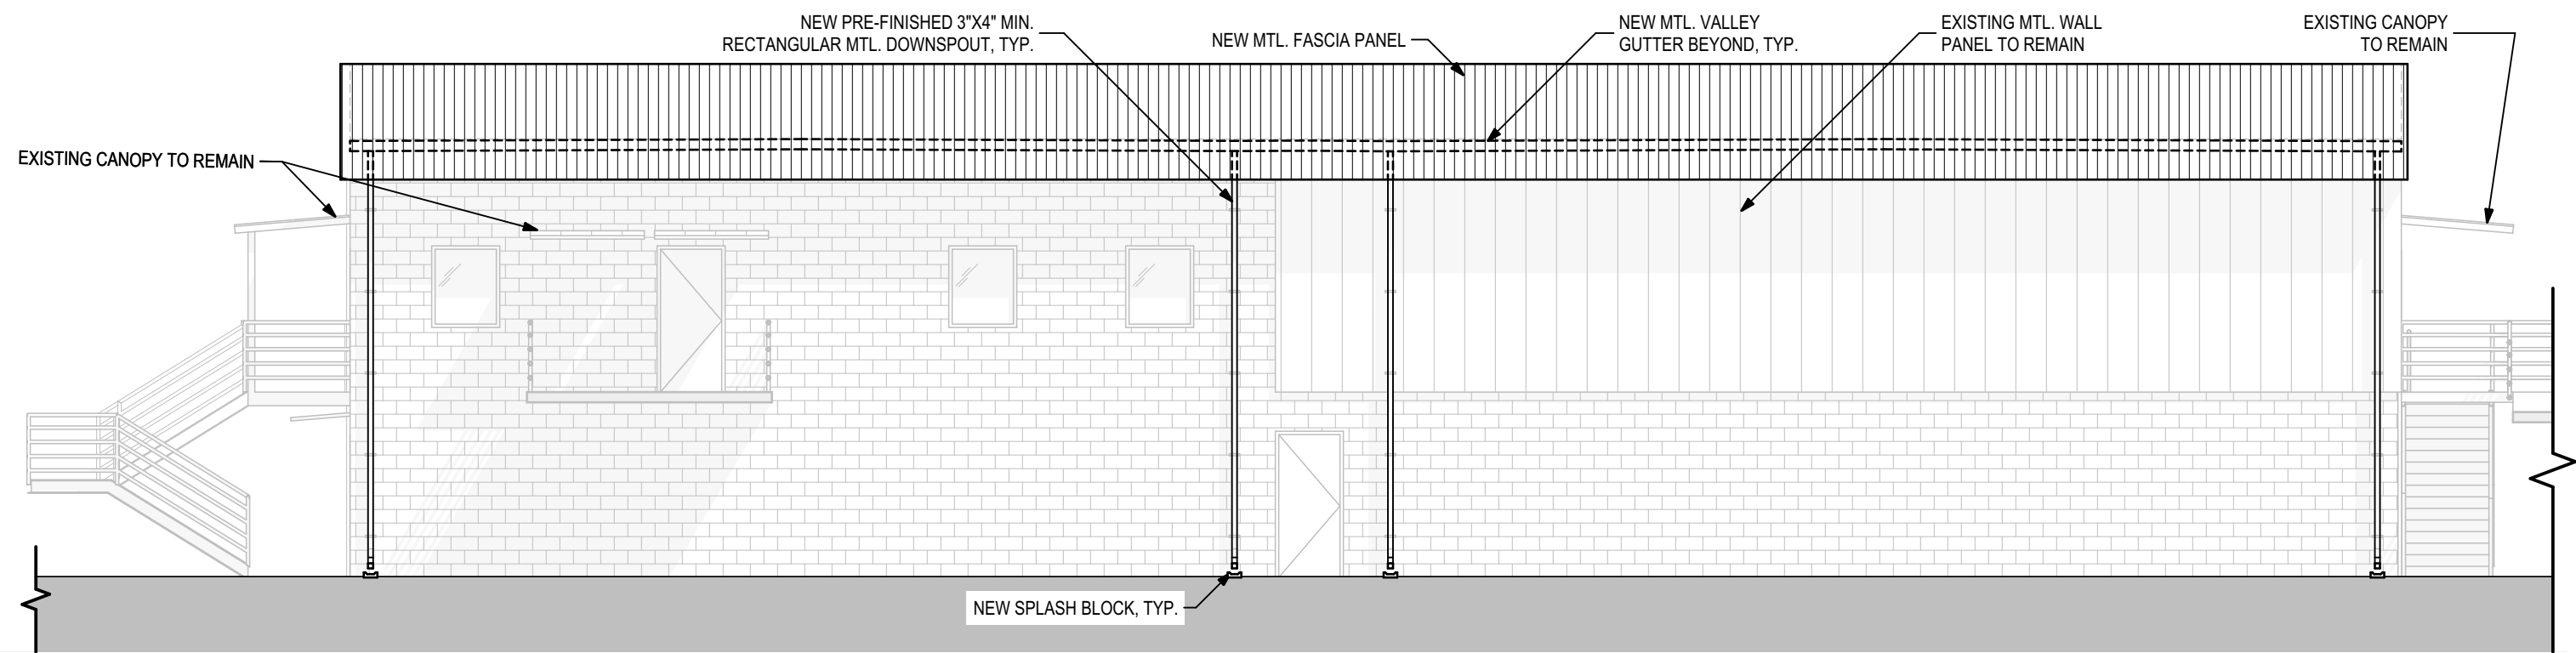 NEW PRE-FINISHED 3"X4" MIN.
RECTANGULAR MTL. DOWNSPOUT, TYP.
NEW MTL. FASCIA PANEL
NEW MTL. VALLEY
GUTTER BEYOND, TYP.
EXISTING MTL. WALL
PANEL TO REMAIN
EXISTING CANOPY
TO REMAIN
EXISTING CANOPY TO REMAIN
NEW SPLASH BLOCK, TYP.